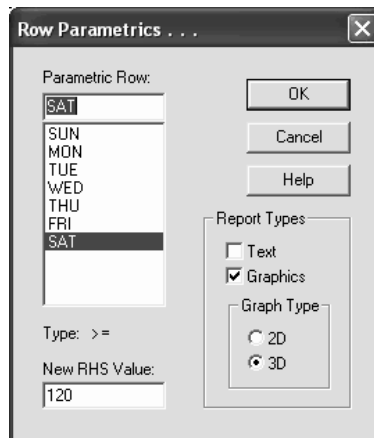 Row Parametrics . . .
Parametric Row:
SAT
SUN
MON
TUE
WED
THU
FRI
SAT
Type: >=
New RHS Value:
120
OK
Cancel
Help
Report Types
Text
Graphics
Graph Type
2D
3D